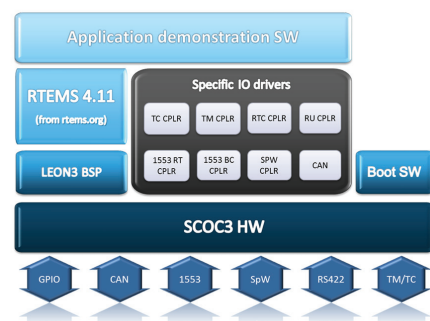 Application demonstration SW
RTEMS 4.11
(from rtems.org)
Specific IO drivers
TC CPLR
TM CPLR
RTC CPLR
RU CPLR
1553 RT
CPLR
1553 BC
CPLR
SPW
CPLR
CAN
LEON3 BSP
Boot SW
SCOC3 HW
GPIO
CAN
1553
SpW
RS422
TM/TC